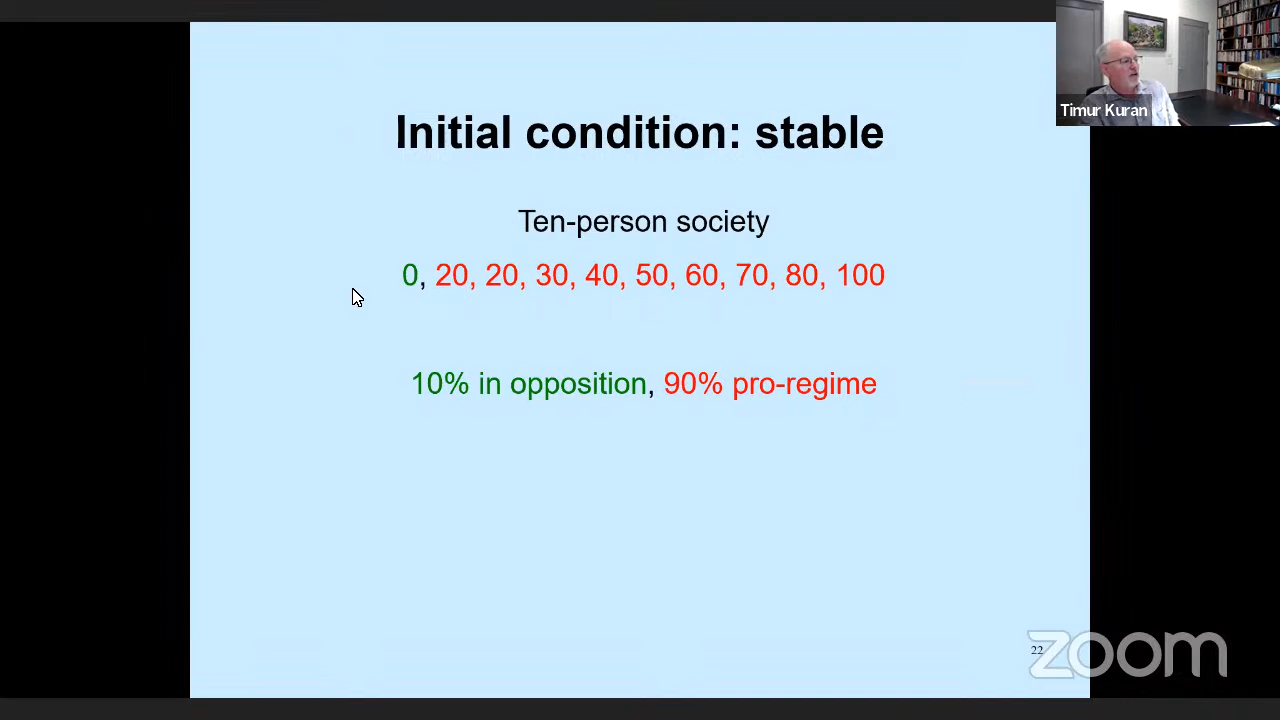 Timur Kuran
Initial condition: stable
Ten-person society
0, 20, 20, 30, 40, 50, 60, 70, 80, 100
10% in opposition, 90% pro-regime
22
zoom